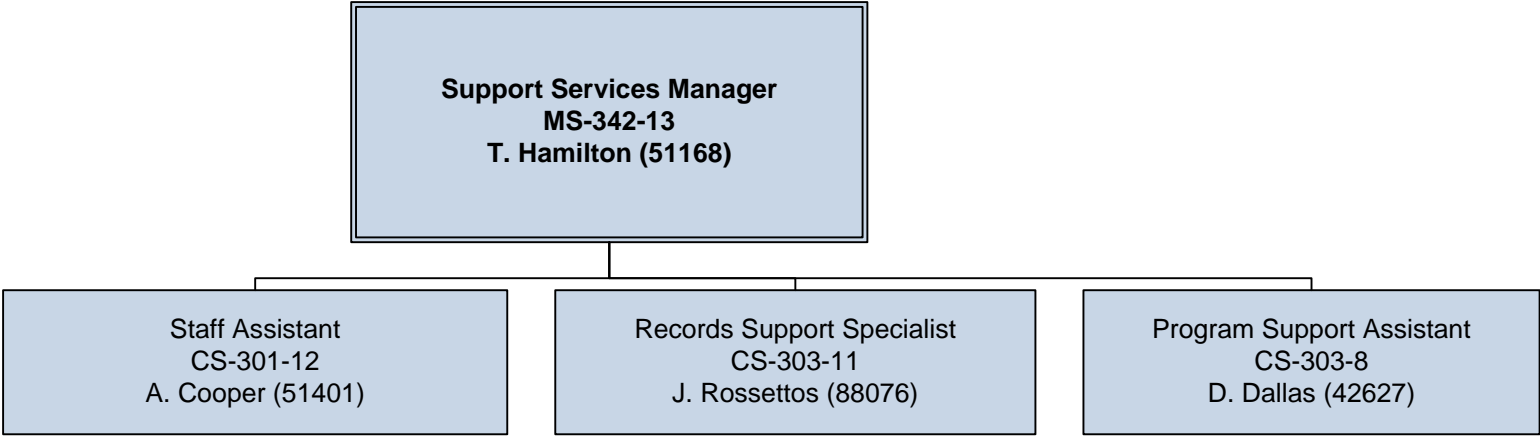 Support Services Manager
MS-342-13
T. Hamilton (51168)
Staff Assistant
CS-301-12
A. Cooper (51401)
Records Support Specialist
CS-303-11
J. Rossettos (88076)
Program Support Assistant
CS-303-8
D. Dallas (42627)